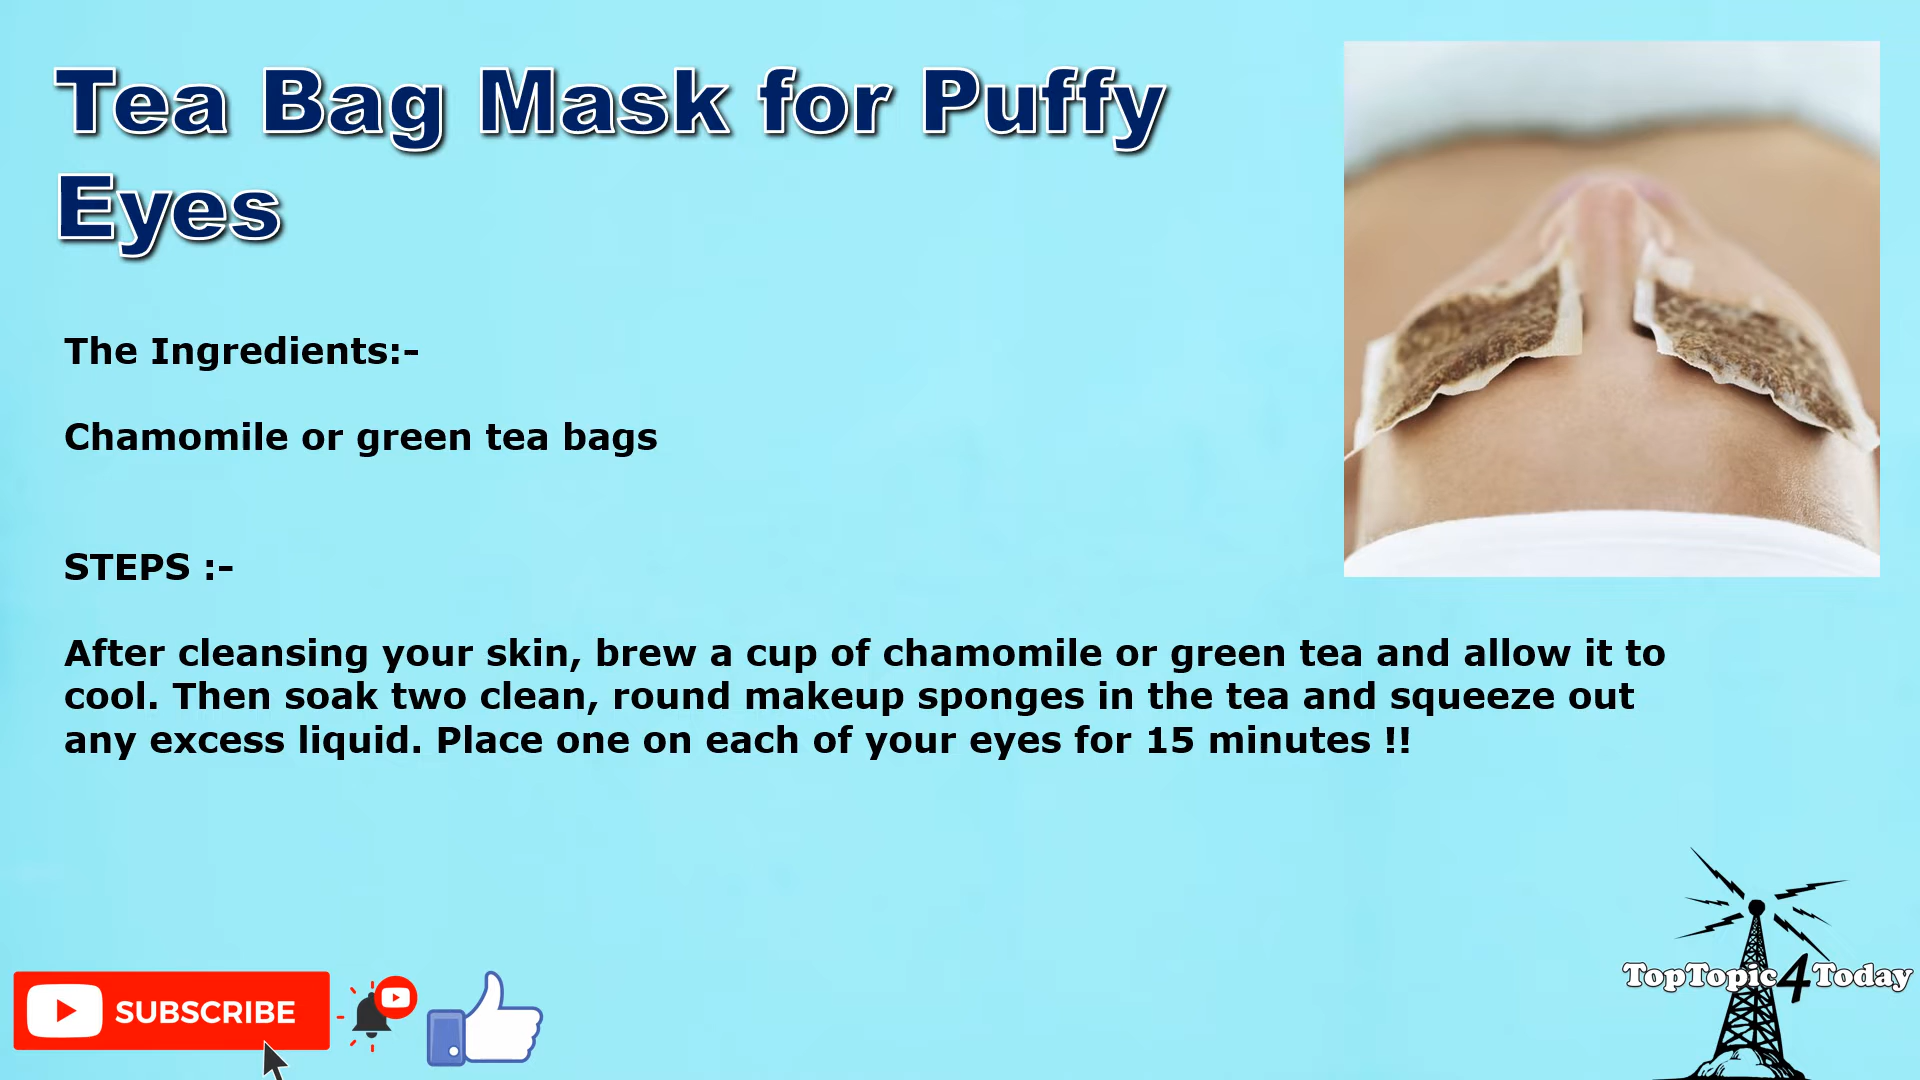 Tea Bag Mask for Puffy
Eyes
The Ingredients:-
Chamomile or green tea bags
STEPS :-
After cleansing your skin, brew a cup of chamomile or green tea and allow it to
cool. Then soak two clean, round makeup sponges in the tea and squeeze out
any excess liquid. Place one on each of your eyes for 15 minutes !!
SUBSCRIBE
TopTopic4Today